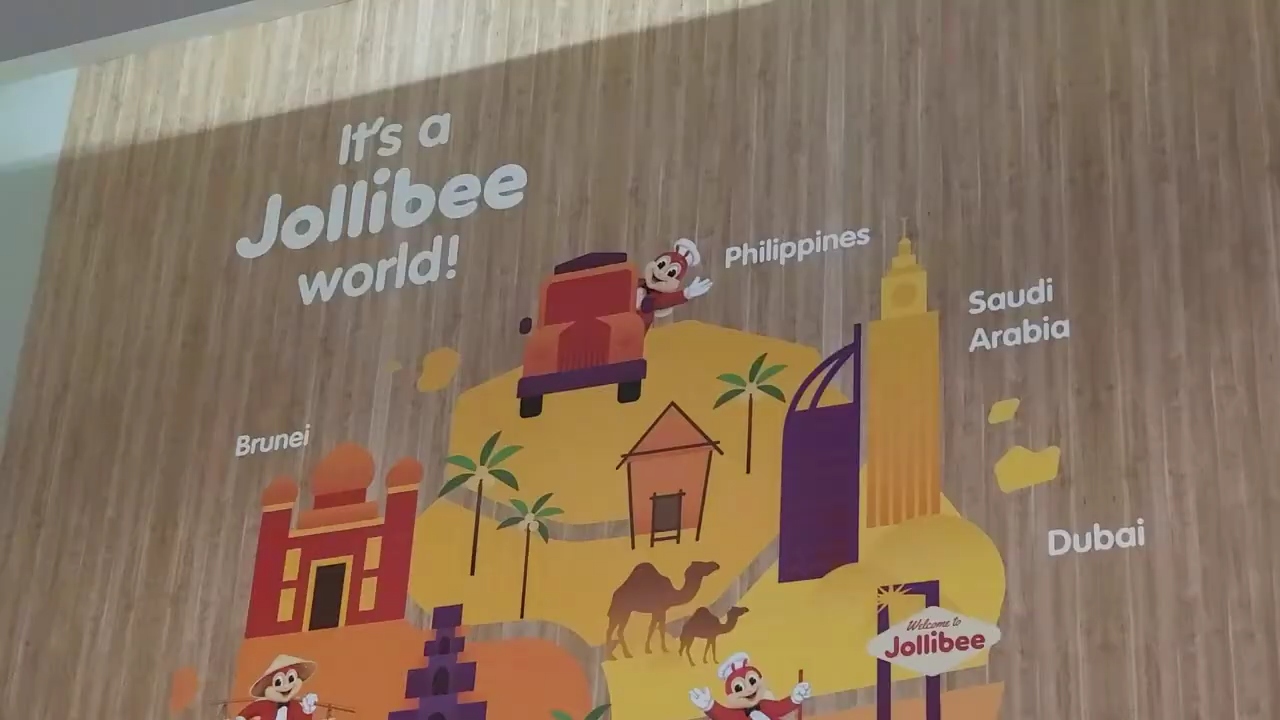 It's a
Jollibee
world!
Philippines
Saudi
Arabia
Brunei
Dubai
Welcome to
Jollibee